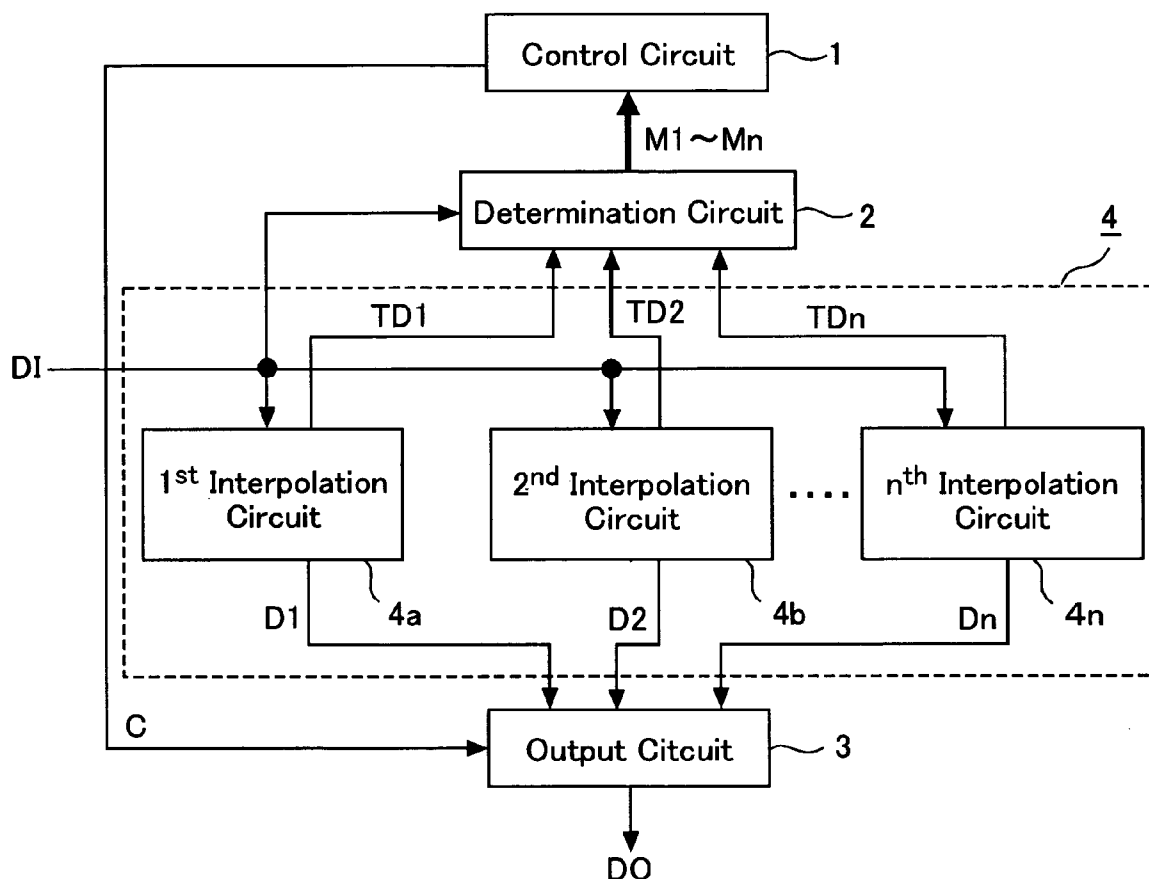 Control Circuit
1
M1～Mn
Determination Circuit
2
4
TD1
TD2
TDn
DI
1st Interpolation
Circuit
2nd Interpolation
Circuit
....
nth Interpolation
Circuit
D1
4a
D2
4b
Dn
4n
C
Output Citcuit
3
DO